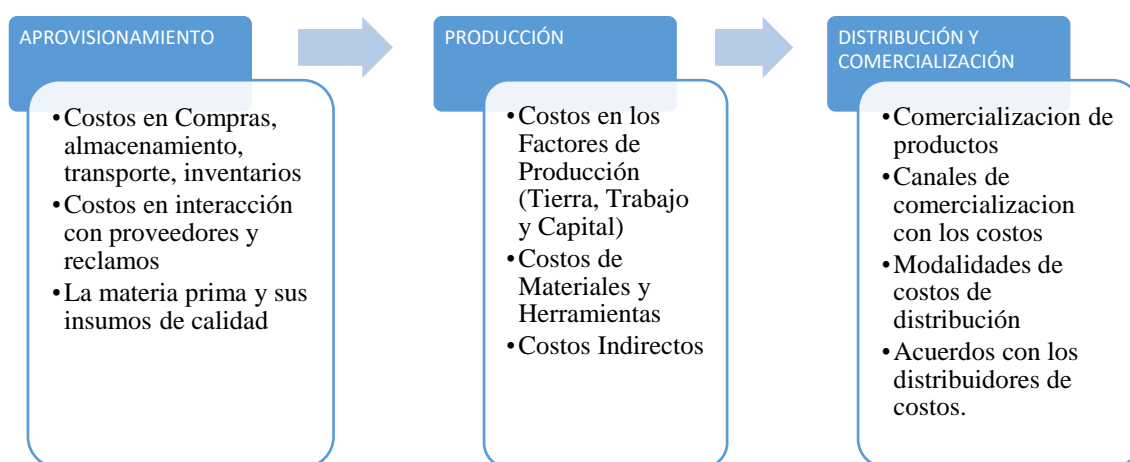 APROVISIONAMIENTO
•Costos en Compras,
almacenamiento,
transporte, inventarios
•Costos en interacción
con proveedores y
reclamos
•La materia prima y sus
insumos de calidad
PRODUCCIÓN
•Costos en los
Factores de
Producción
(Tierra, Trabajo
y Capital)
•Costos de
Materiales y
Herramientas
•Costos Indirectos
DISTRIBUCIÓN Y
COMERCIALIZACIÓN
•Comercializacion de
productos
•Canales de
comercializacion
con los costos
•Modalidades de
costos de
distribución
•Acuerdos con los
distribuidores de
costos.